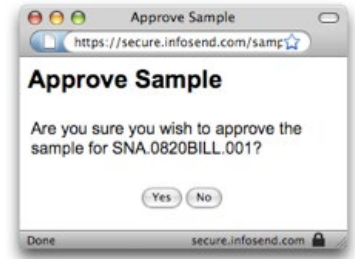 Approve Sample
https://secure.infosend.com/samp
Approve Sample
Are you sure you wish to approve the
sample for SNA.0820BILL.001?
Yes No
Done secure.infosend.com